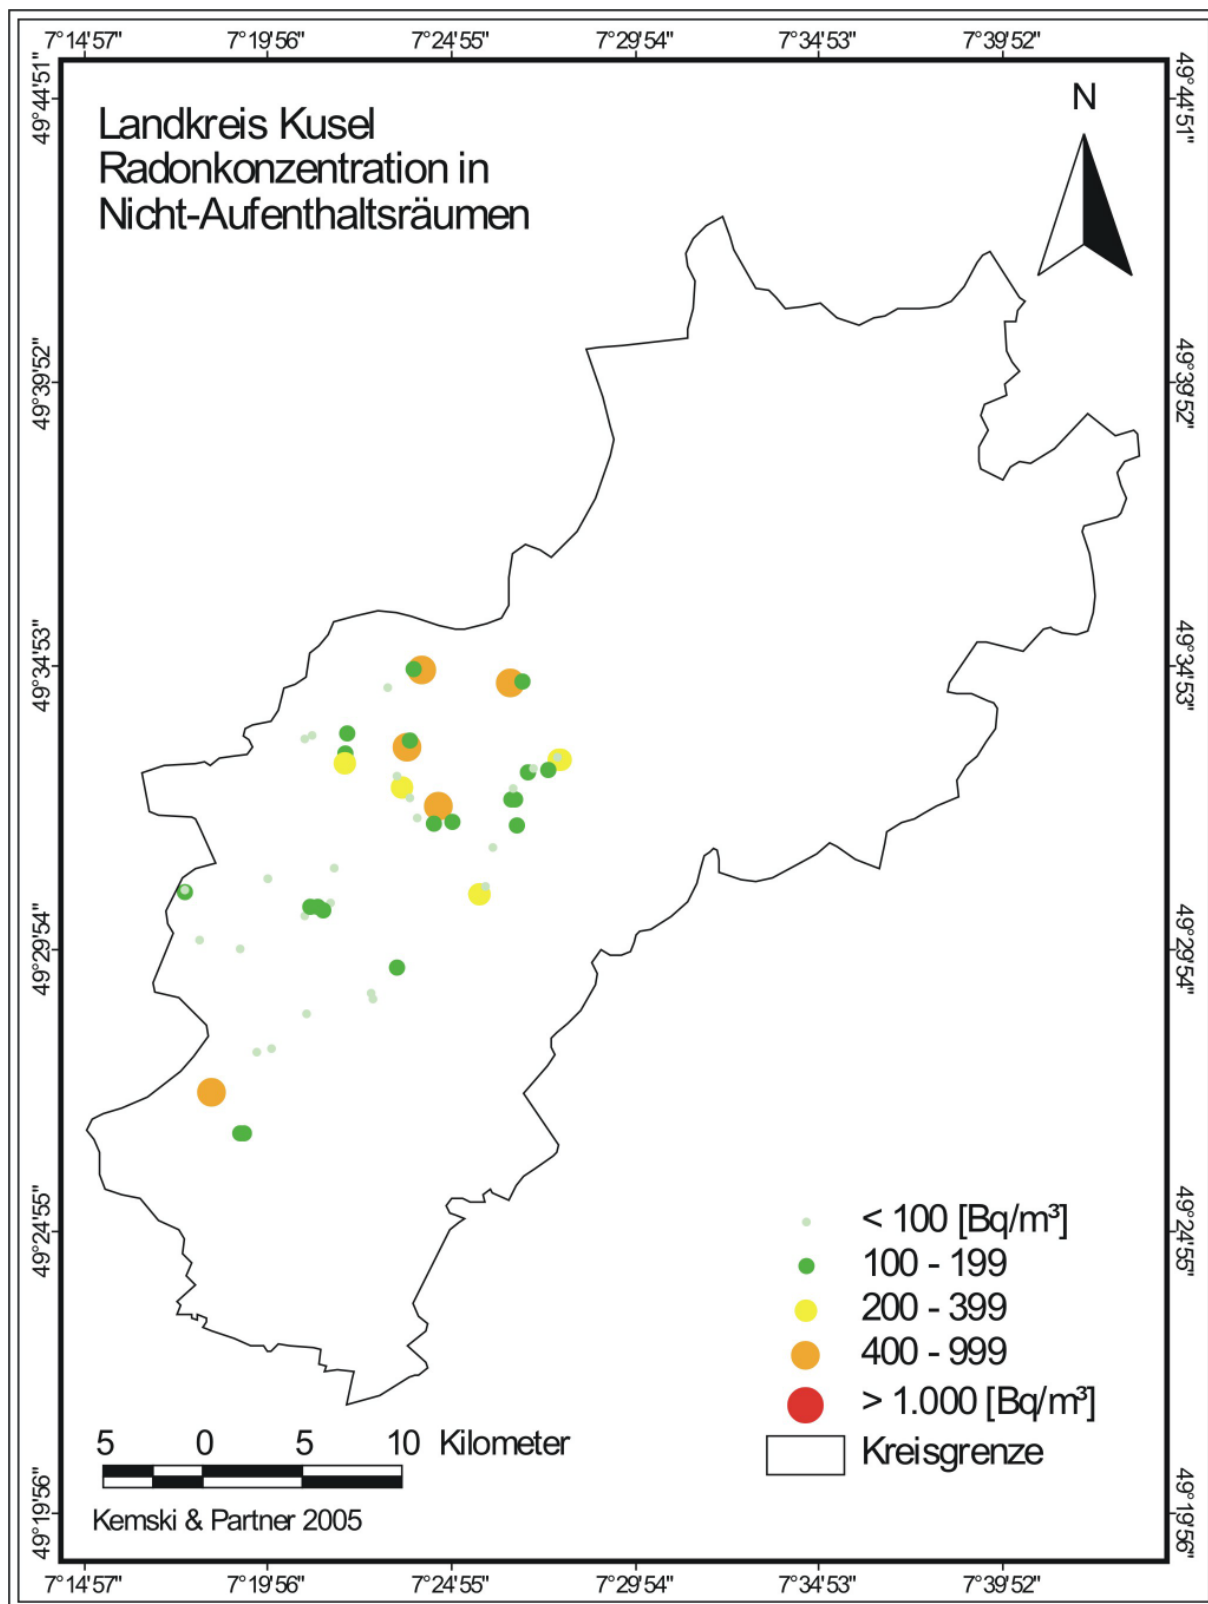 7°14'57" 7°19'56" 7°24'55" 7°29'54" 7°34'53" 7°39'52"
49°44'51" 49°44'51"
N
Landkreis Kusel
Radonkonzentration in
Nicht-Aufenthaltsräumen
49°39'52" 49°39'52"
49°34'53" 49°34'53"
49°29'54" 49°29'54"
49°24'55" 49°24'55"
< 100 [Bq/m³]
100 - 199
200 - 399
400 - 999
> 1.000 [Bq/m³]
Kreisgrenze
5 0 5 10 Kilometer
Kemski & Partner 2005
49°19'56" 49°19'56"
7°14'57" 7°19'56" 7°24'55" 7°29'54" 7°34'53" 7°39'52"